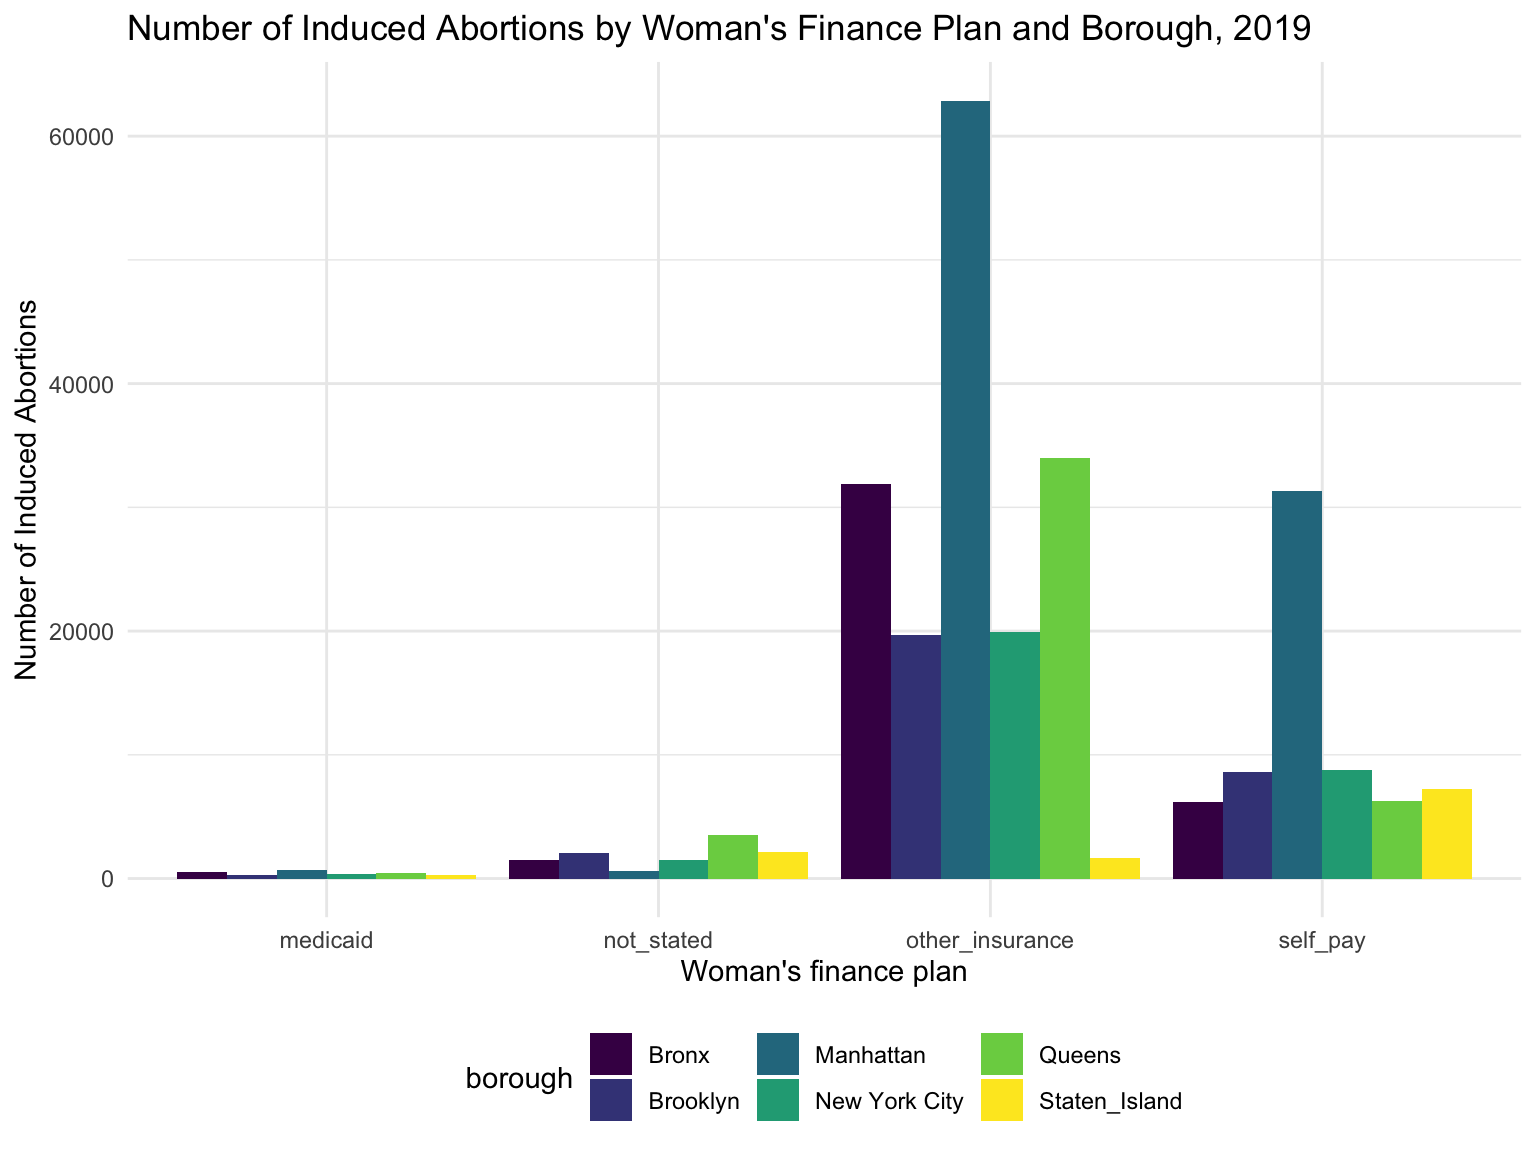 Number of Induced Abortions by Woman's Finance Plan and Borough, 2019
Number of Induced Abortions
60000
40000
20000
0
medicaid not_stated other_insurance self_pay
Woman's finance plan
borough
Bronx Manhattan Queens
Brooklyn New York City Staten_Island